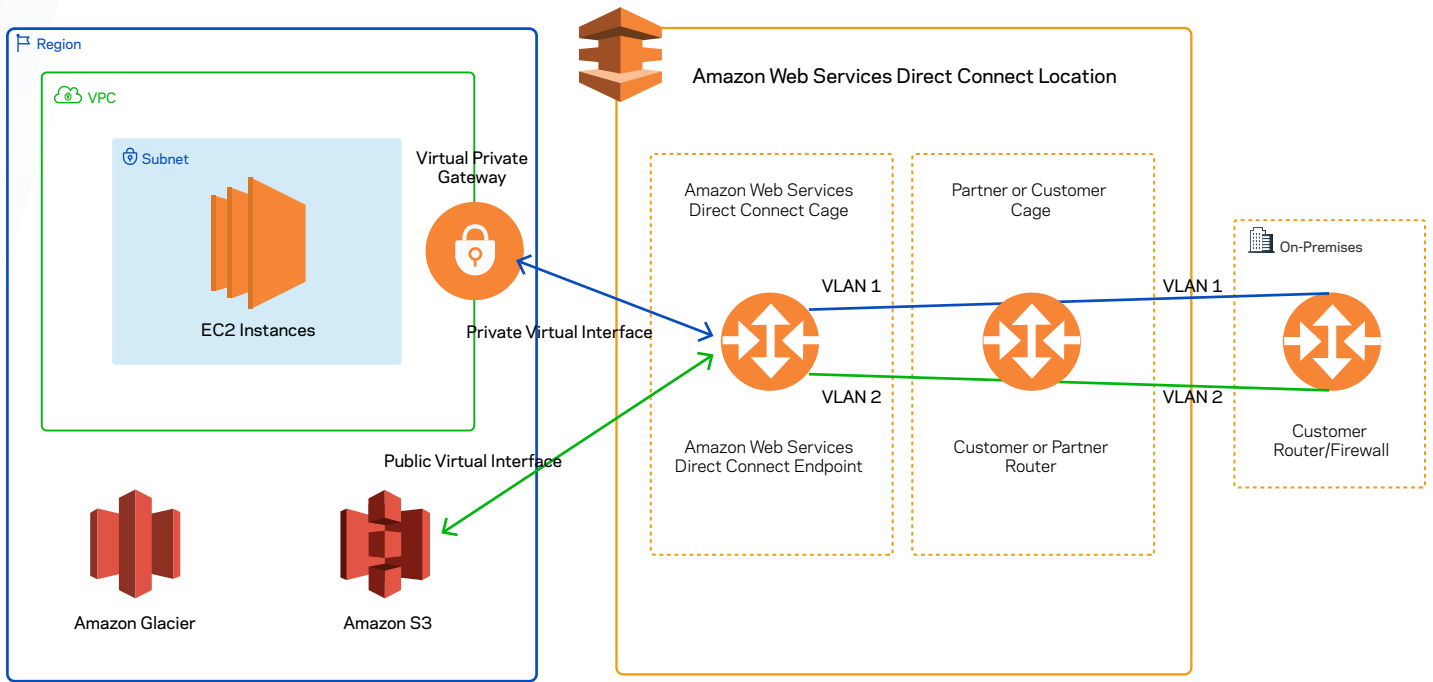 Region
VPC
Subnet
EC2 Instances
Virtual Private
Gateway
Private Virtual Interface
Public Virtual Interface
Amazon Glacier
Amazon S3
Amazon Web Services Direct Connect Location
Amazon Web Services
Direct Connect Cage
Partner or Customer
Cage
VLAN 1
VLAN 1
VLAN 2
VLAN 2
Amazon Web Services
Direct Connect Endpoint
Customer or Partner
Router
On-Premises
Customer
Router/Firewall